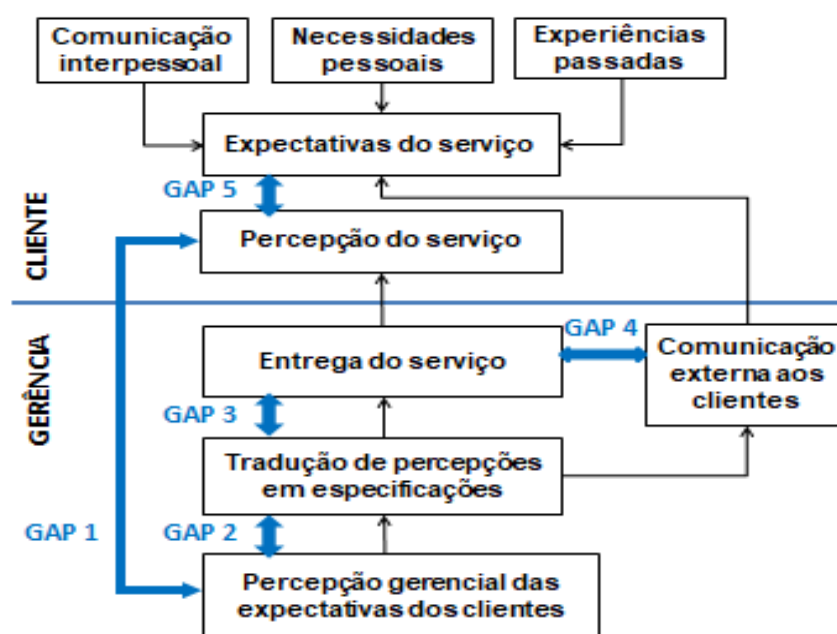 Comunicação
interpessoal
Necessidades
pessoais
Experiências
passadas
Expectativas do serviço
GAP 5
Percepção do serviço
CLIENTE
GERÊNCIA
Entrega do serviço
GAP 4
Comunicação
externa aos
clientes
GAP 3
Tradução de percepções
em especificações
GAP 1
GAP 2
Percepção gerencial das
expectativas dos clientes